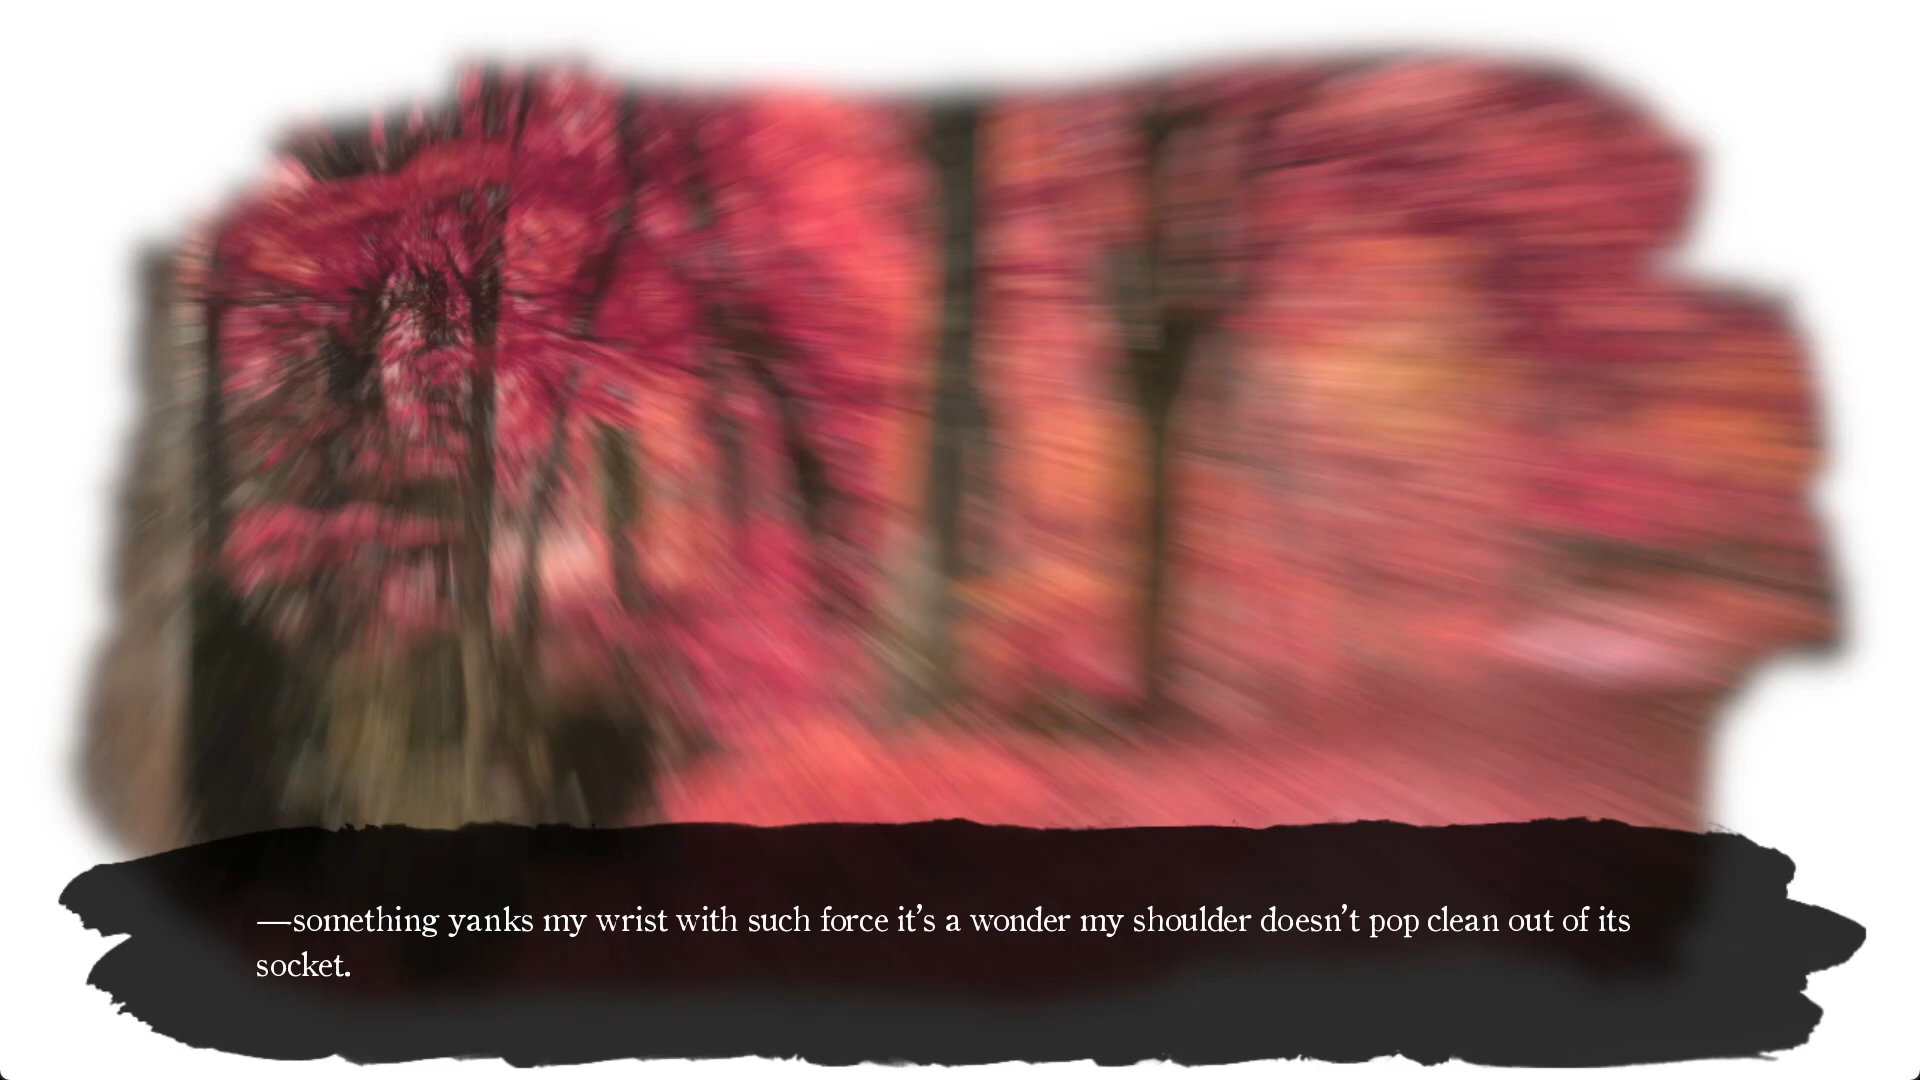 —something yanks my wrist with such force it’s a wonder my shoulder doesn’t pop clean out of its
socket.